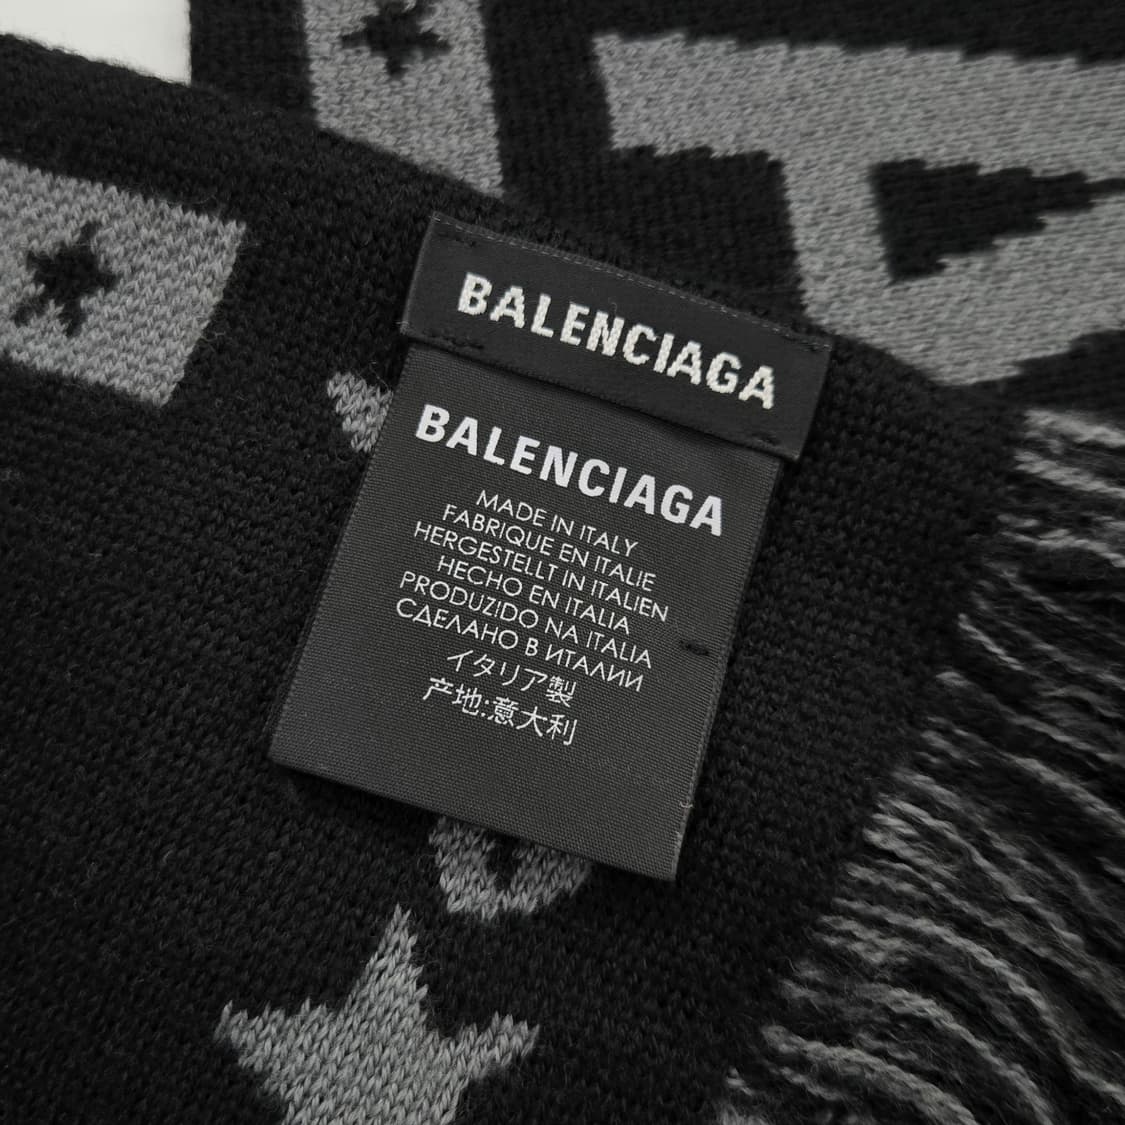 BALENCIAGA
BALENCIAGA
MADE IN ITALY
FABRIQUE EN ITALIE
HERGESTELLT IN ITALIEN
HECHO EN ITALIA
PRODUZIDO NA ITALIA
СДЕЛАНО В ИТАЛИИ
イタリア製
产地:意大利